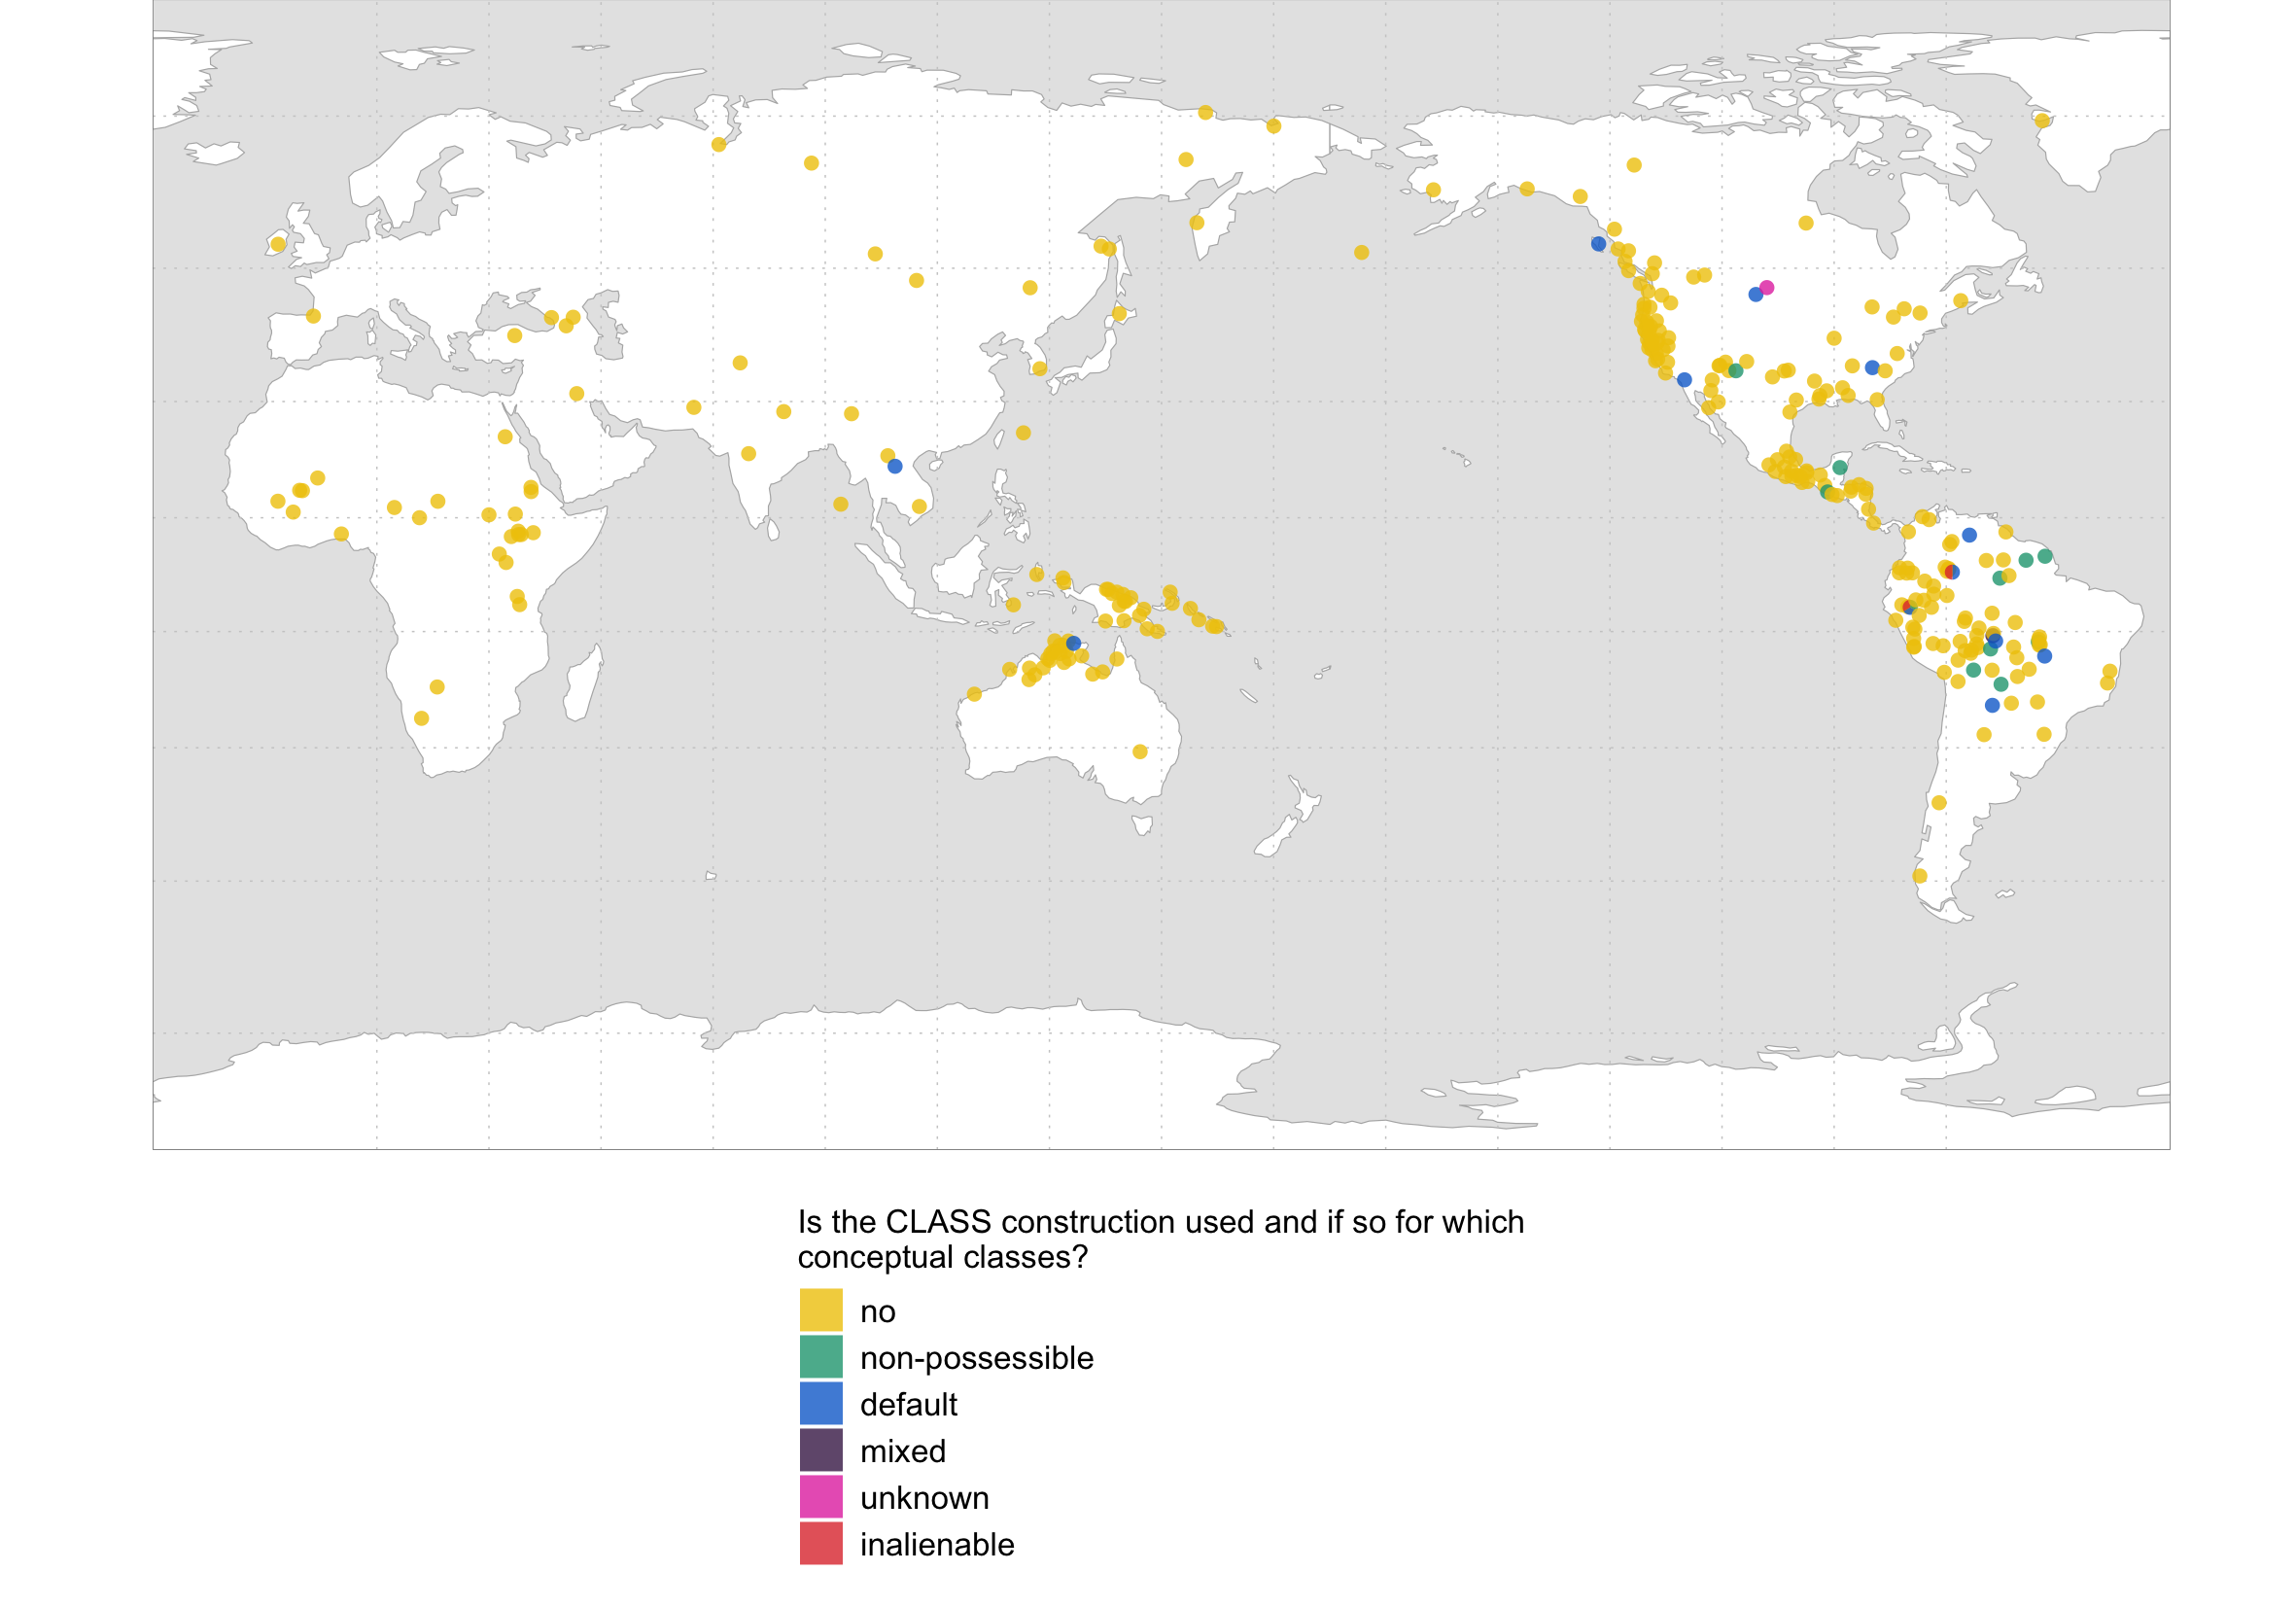 Is the CLASS construction used and if so for which
conceptual classes?
no
non-possessible
default
mixed
unknown
inalienable